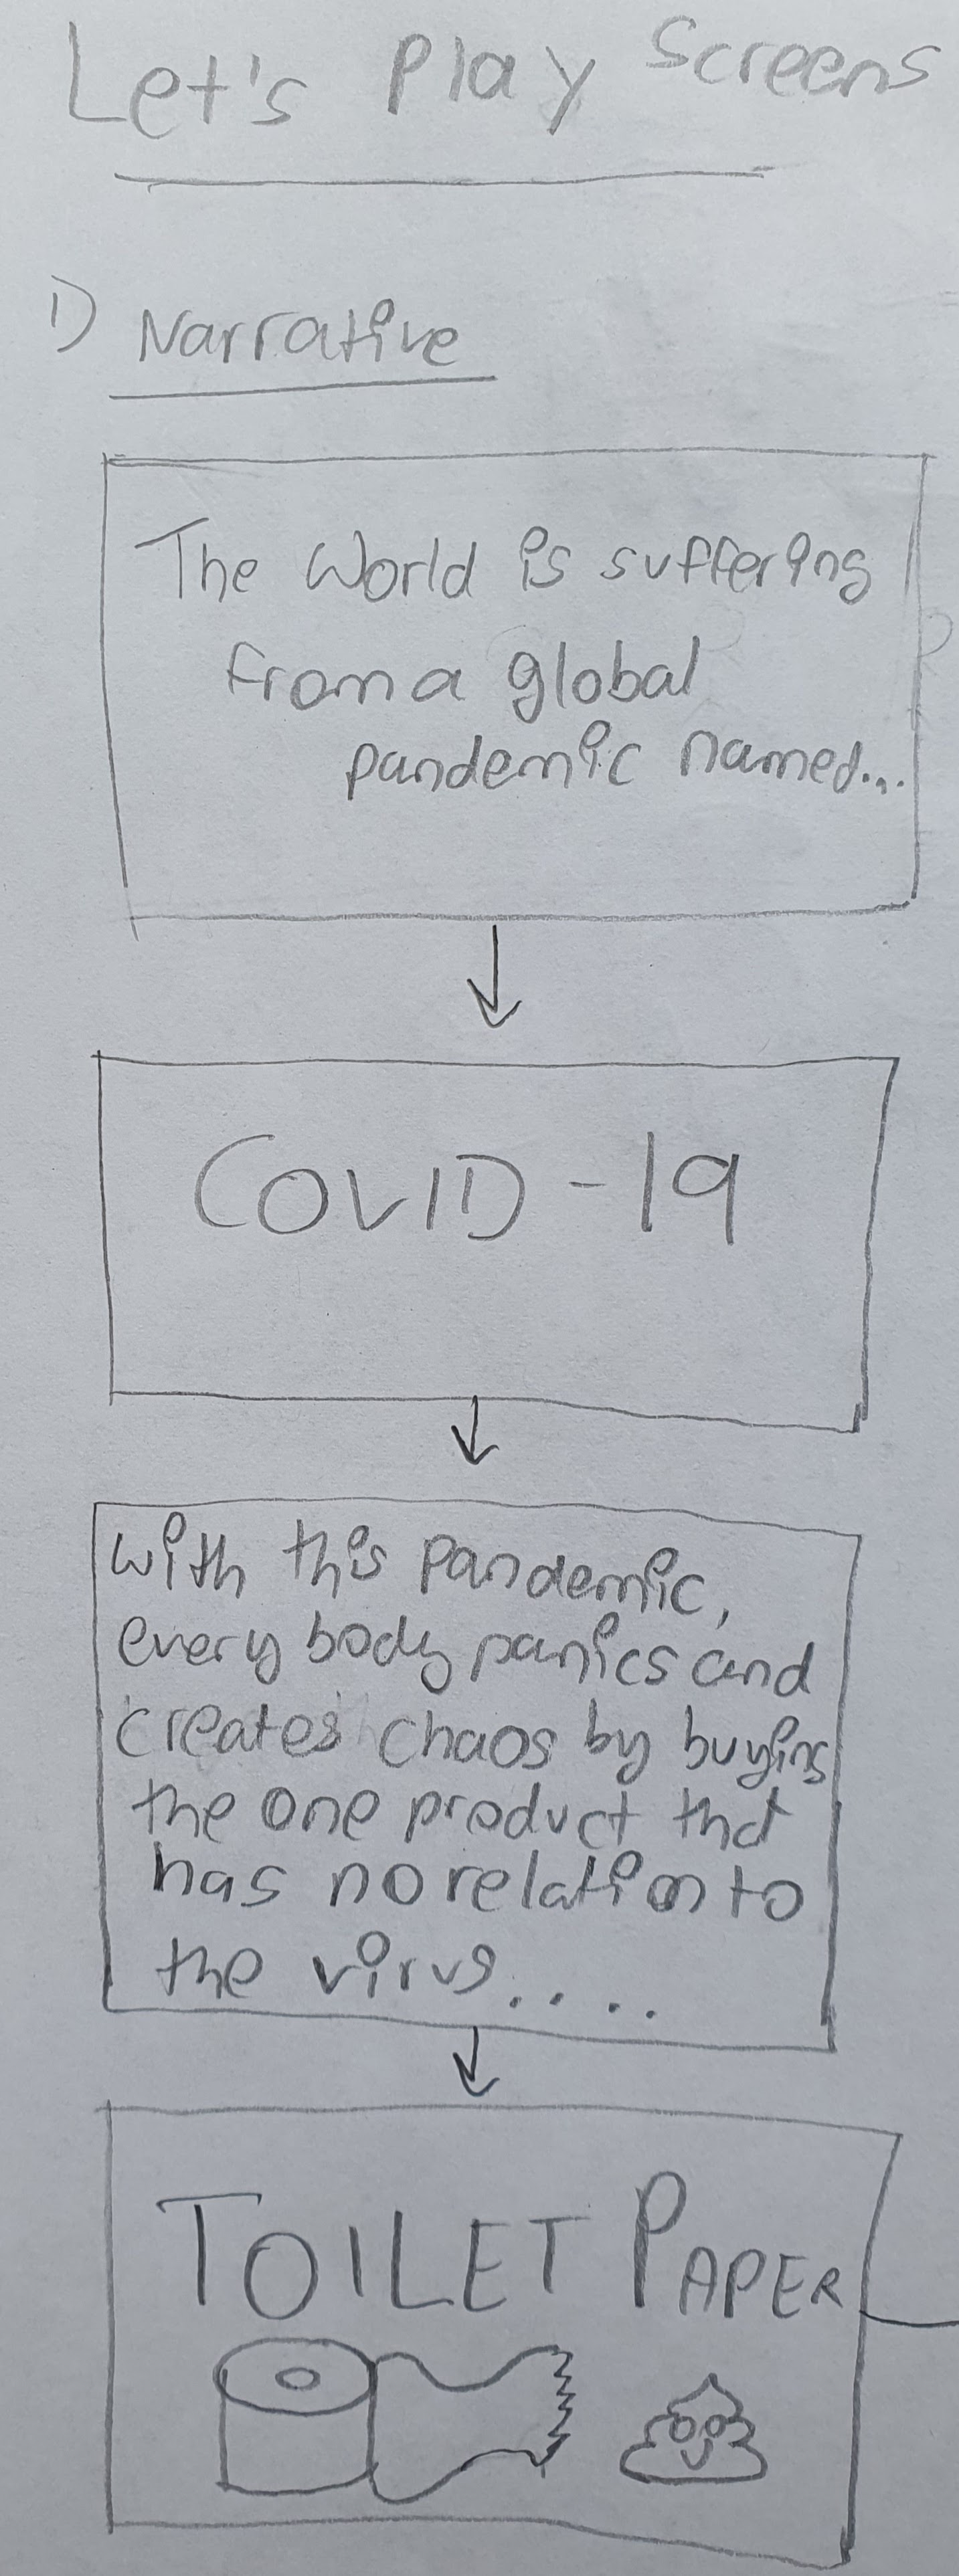 Let's Play Screens
1) Narrative
The World is suffering
from a global
pandemic named...
COVID-19
with this pandemic,
every body panics and
creates chaos by buying
the one product that
has no relation to
the virus....
TOILET PAPER